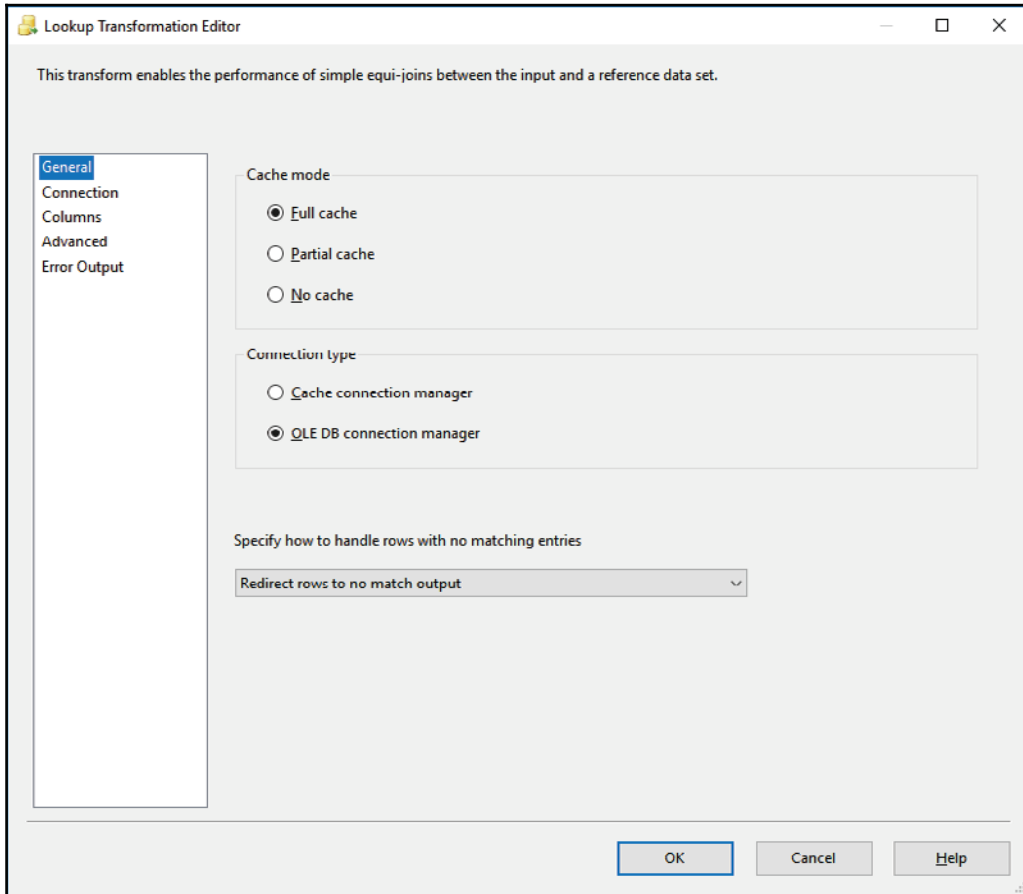 Lookup Transformation Editor
This transform enables the performance of simple equi-joins between the input and a reference data set.
General
Connection
Columns
Advanced
Error Output
Cache mode
Full cache
Partial cache
No cache
Connection type
Cache connection manager
OLE DB connection manager
Specify how to handle rows with no matching entries
Redirect rows to no match output
OK
Cancel
Help